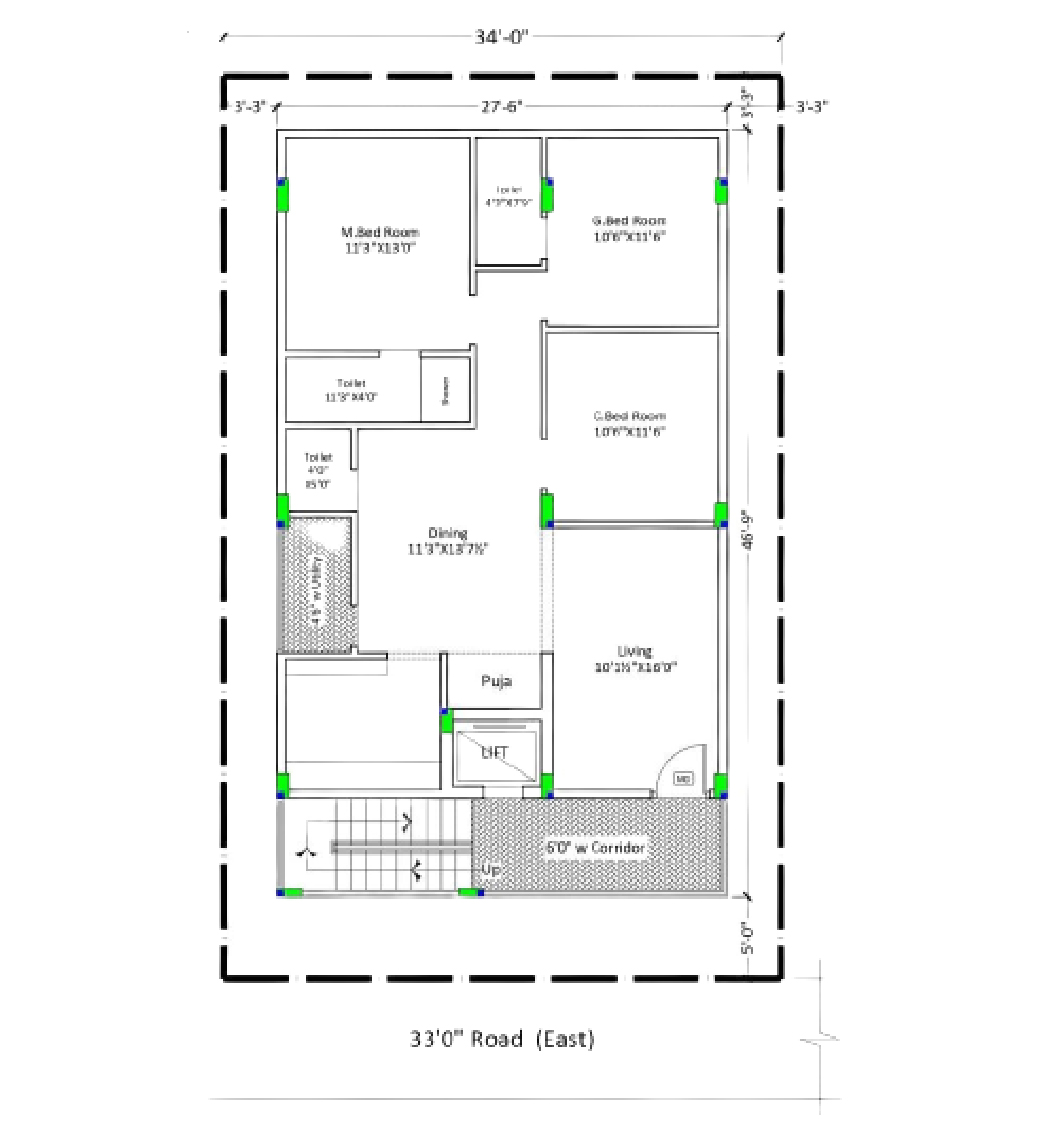 34'-0"
3'-3"
27'-6"
3'-3"
3'-3"
Toilet
4'3"X7'9"
M.Bed Room
11'3"X13'0"
G.Bed Room
10'6"X11'6"
Toilet
11'3"X4'0"
Shower
C.Bed Room
10'6"X11'6"
Toilet
4'0"
X5'0"
Dining
11'3"X13'7½"
46'-9"
4'6" w Utility
Living
10'1½"X16'0"
Puja
LIFT
MD
6'0" w Corridor
Up
5'-0"
33'0" Road (East)